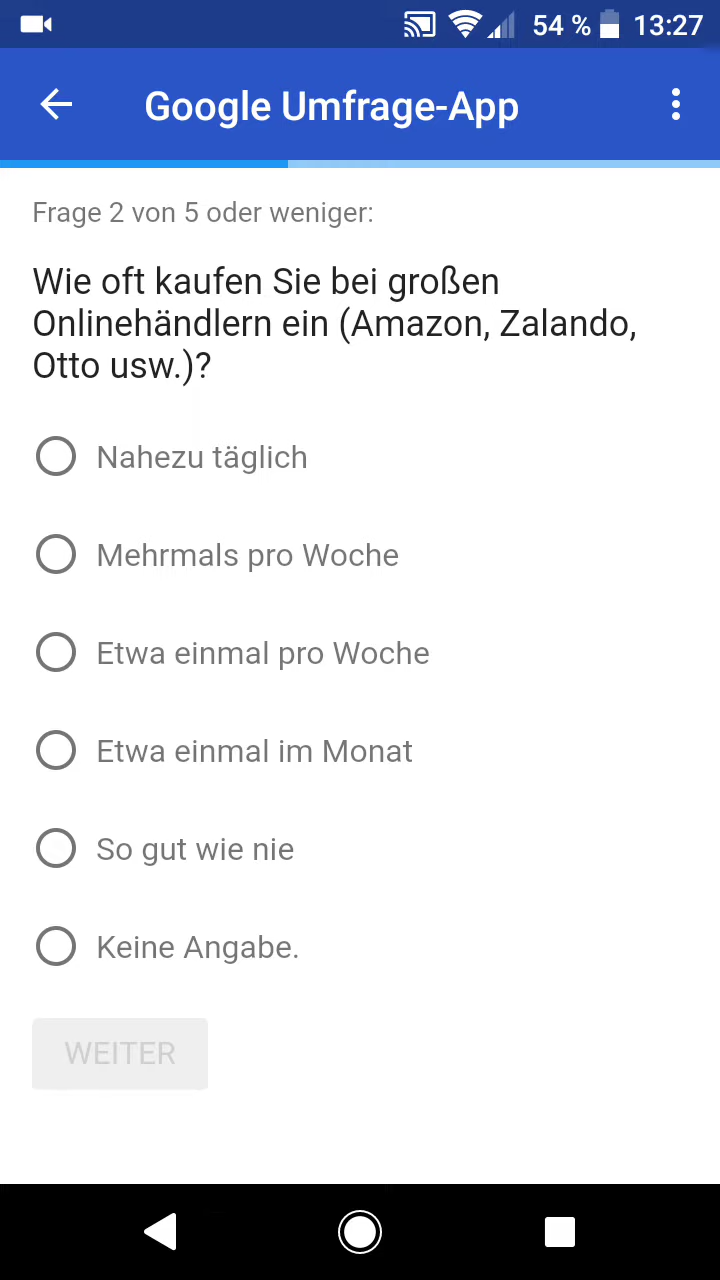 54 % 13:27
Google Umfrage-App
Frage 2 von 5 oder weniger:
Wie oft kaufen Sie bei großen
Onlinehändlern ein (Amazon, Zalando,
Otto usw.)?
Nahezu täglich
Mehrmals pro Woche
Etwa einmal pro Woche
Etwa einmal im Monat
So gut wie nie
Keine Angabe.
WEITER